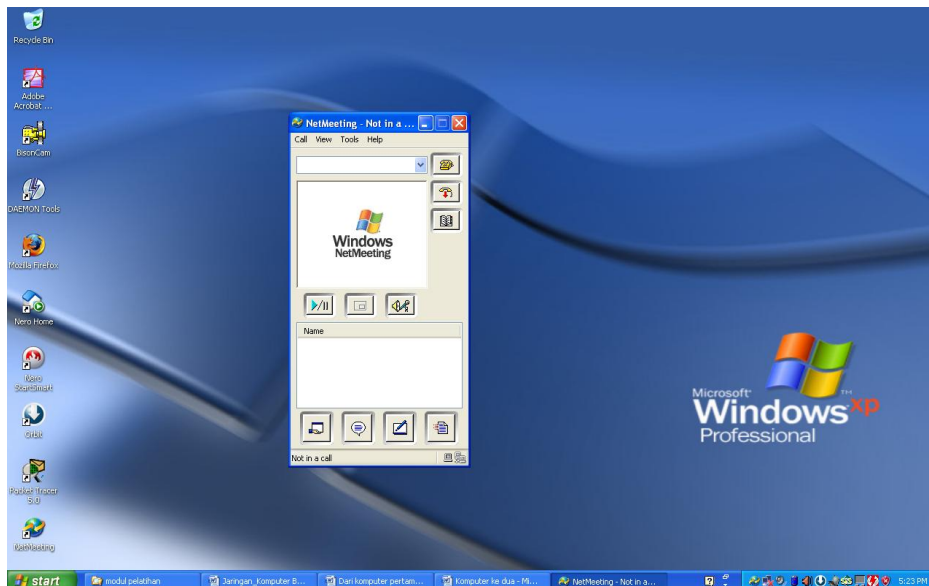 Recycle Bin
Adobe
Acrobat ...
BisonCam
DAEMON Tools
Mozilla Firefox
Nero Home
Nero
StartSmart
Orbit
Packet Tracer
5.0
NetMeeting
NetMeeting - Not in a ...
Call View Tools Help
Windows
NetMeeting
Name
Not in a call
Microsoft
Windows xp
Professional
start
modul pelatihan
Jaringan_Komputer B...
Dari komputer pertam...
Komputer ke dua - Mi...
NetMeeting - Not in a...
5:23 PM